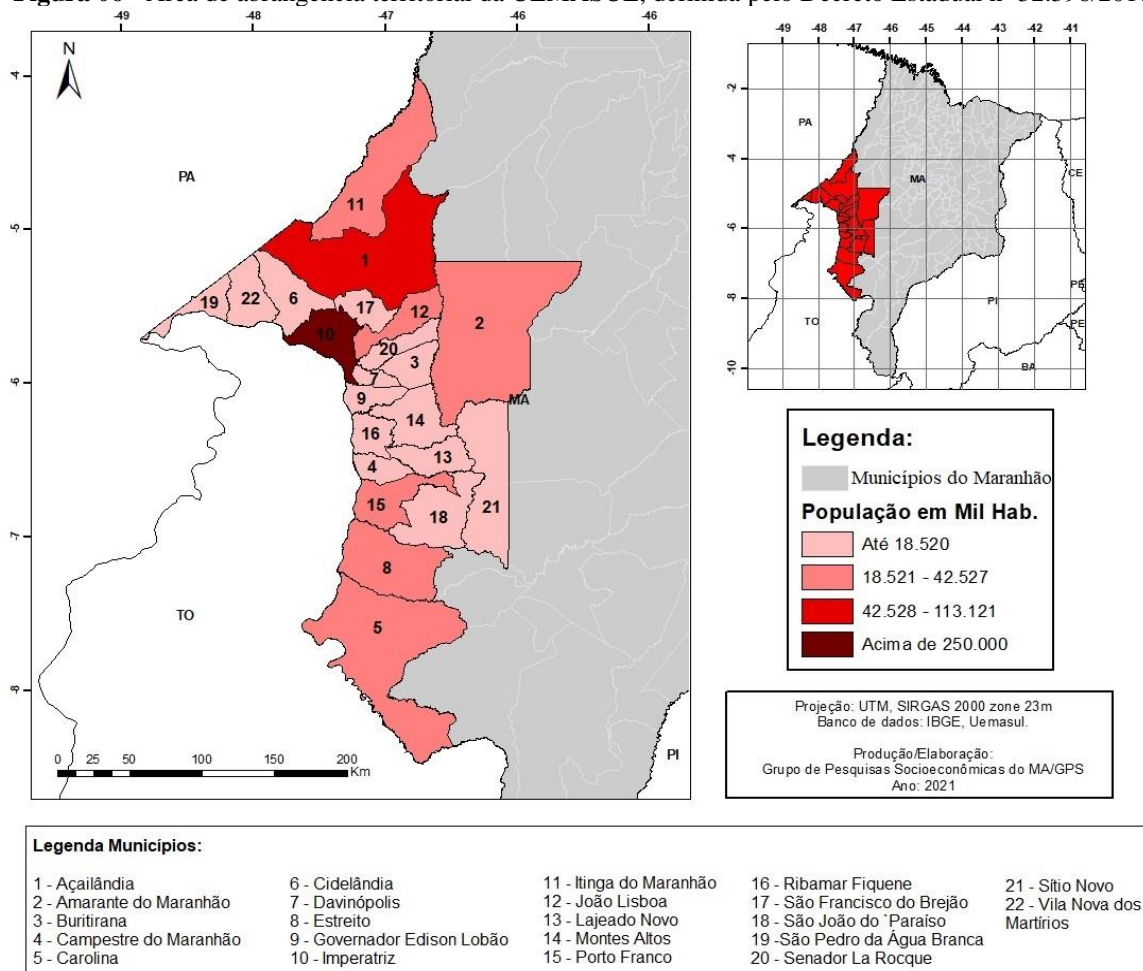 Figura 06 - Área de abrangência territorial da UEMASUL, definida pelo Decreto Estadual nº 32.396/201
49 48 47 46 46
N
4
5
6
7
8
PA
TO
MA
PI
11
1
19
22
6
17
12
2
10
20
3
7
9
14
16
13
4
15
18
21
8
5
0 25 50 100 150 200
Km
-49 -48 -47 -46 -45 -44 -43 -42 -41
-2
-4
-6
-8
-10
PA
MA
CE
TO
PI
PB
PE
BA
Legenda:
Municípios do Maranhão
População em Mil Hab.
Até 18.520
18.521 - 42.527
42.528 - 113.121
Acima de 250.000
Projeção: UTM, SIRGAS 2000 zone 23m
Banco de dados: IBGE, Uemasul.
Produção/Elaboração:
Grupo de Pesquisas Socioeconômicas do MA/GPS
Ano: 2021
Legenda Municípios:
1 - Açailândia
2 - Amarante do Maranhão
3 - Buritirana
4 - Campestre do Maranhão
5 - Carolina
6 - Cidelândia
7 - Davinópolis
8 - Estreito
9 - Governador Edison Lobão
10 - Imperatriz
11 - Itinga do Maranhão
12 - João Lisboa
13 - Lajeado Novo
14 - Montes Altos
15 - Porto Franco
16 - Ribamar Fiquene
17 - São Francisco do Brejão
18 - São João do `Paraíso
19 -São Pedro da Água Branca
20 - Senador La Rocque
21 - Sítio Novo
22 - Vila Nova dos
Martírios